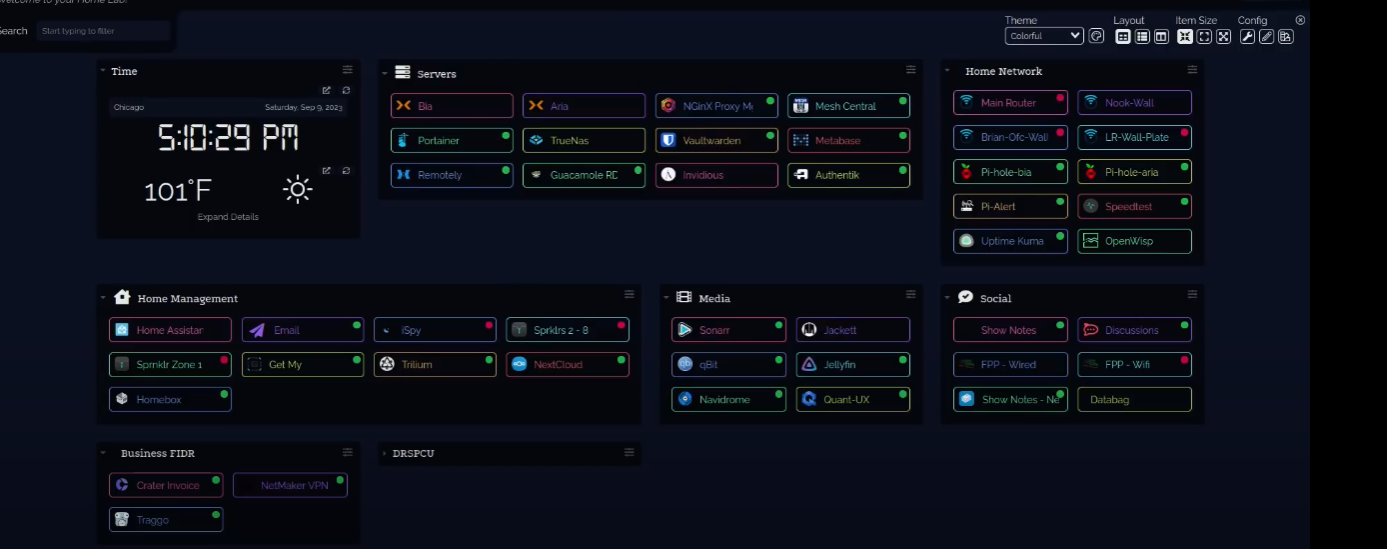 Welcome to your Home Lab!
Search
Start typing to filter
Theme
Layout
Item Size
Config
Colorful
Time
Chicago
Saturday, Sep 9, 2023
5:10:29 PM
101°F
Expand Details
Servers
Bia
Aria
NGinX Proxy M
Mesh Central
Portainer
TrueNas
Vaultwarden
Metabase
Remotely
Guacamole RD
Invidious
Authentik
Home Network
Main Router
Nook-Wall
Brian-Ofc-Wall
LR-Wall-Plate
Pi-hole-bia
Pi-hole-aria
Pi-Alert
Speedtest
Uptime Kuma
OpenWisp
Home Management
Home Assistar
Email
iSpy
Sprklrs 2 - 8
Sprnklr Zone 1
Get My
Trilium
NextCloud
Homebox
Media
Sonarr
Jackett
qBit
Jellyfin
Navidrome
Quant-UX
Social
Show Notes
Discussions
FPP - Wired
FPP - Wifi
Show Notes - Ne
Databag
Business FIDR
Crater Invoice
NetMaker VPN
Traggo
DRSPCU